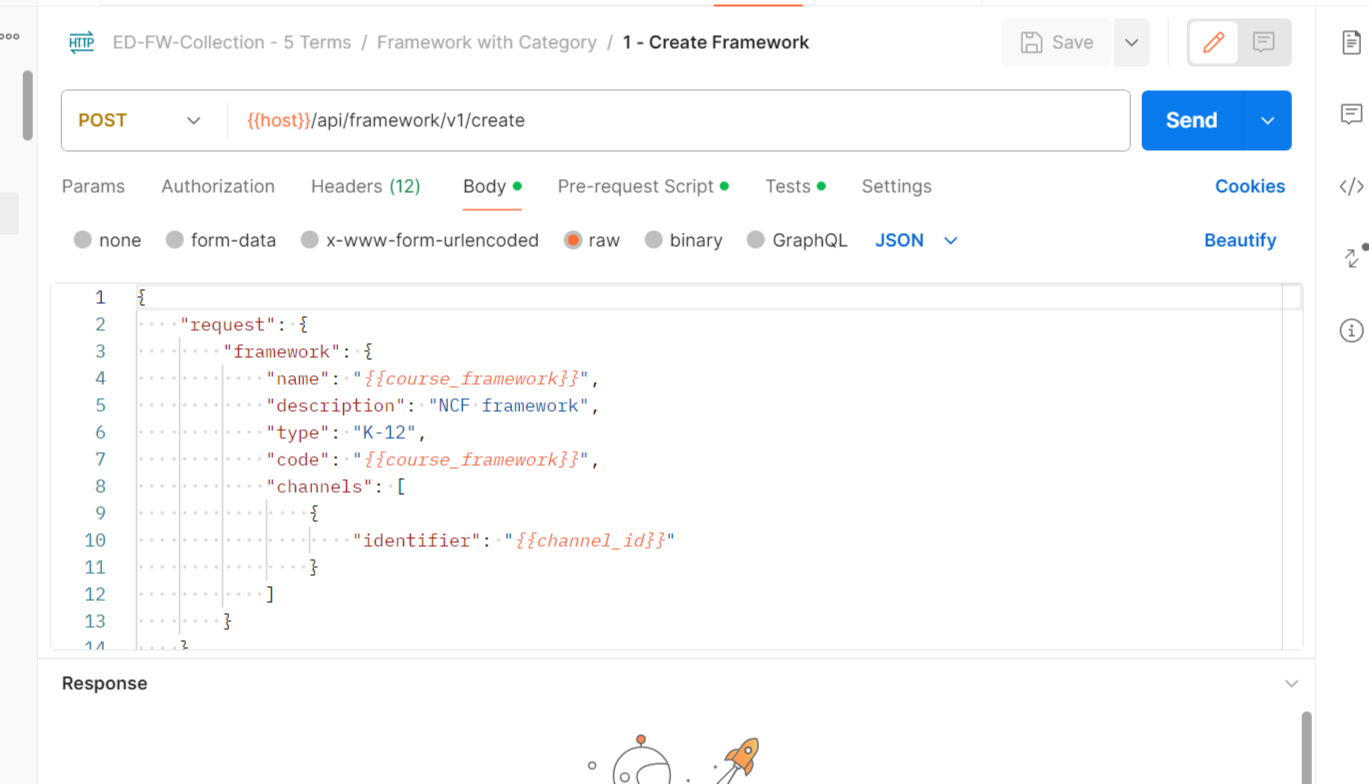 HTTP ED-FW-Collection - 5 Terms / Framework with Category / 1 - Create Framework Save
POST {{host}}/api/framework/v1/create Send
Params Authorization Headers (12) Body Pre-request Script Tests Settings Cookies
none form-data x-www-form-urlencoded raw binary GraphQL JSON Beautify
1 {
2 "request": {
3 "framework": {
4 "name": "{{course_framework}}",
5 "description": "NCF framework",
6 "type": "K-12",
7 "code": "{{course_framework}}",
8 "channels": [
9 {
10 "identifier": "{{channel_id}}"
11 }
12 ]
13 }
14 }
Response